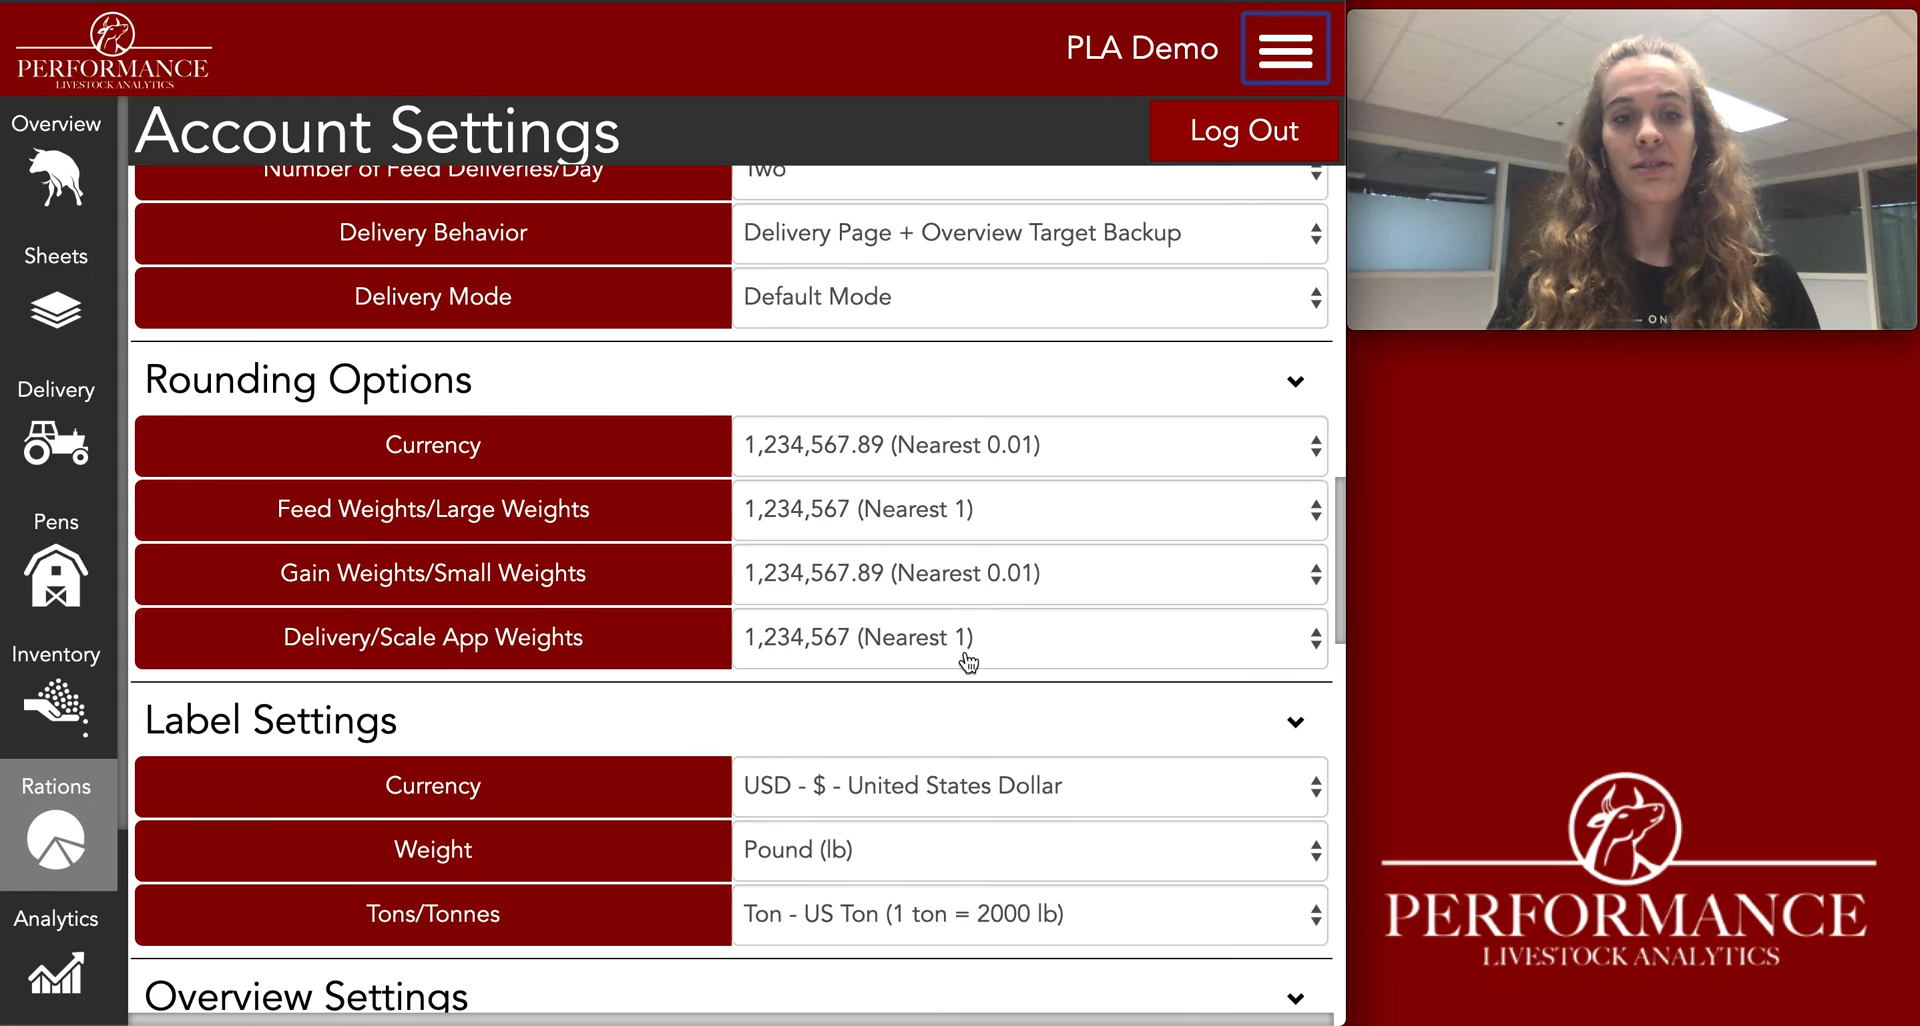 PERFORMANCE
LIVESTOCK ANALYTICS
PLA Demo
Account Settings
Log Out
Overview
Sheets
Delivery
Pens
Inventory
Rations
Analytics
Number of Feed Deliveries/Day Two
Delivery Behavior Delivery Page + Overview Target Backup
Delivery Mode Default Mode
Rounding Options
Currency 1,234,567.89 (Nearest 0.01)
Feed Weights/Large Weights 1,234,567 (Nearest 1)
Gain Weights/Small Weights 1,234,567.89 (Nearest 0.01)
Delivery/Scale App Weights 1,234,567 (Nearest 1)
Label Settings
Currency USD - $ - United States Dollar
Weight Pound (lb)
Tons/Tonnes Ton - US Ton (1 ton = 2000 lb)
Overview Settings
ON
PERFORMANCE
LIVESTOCK ANALYTICS